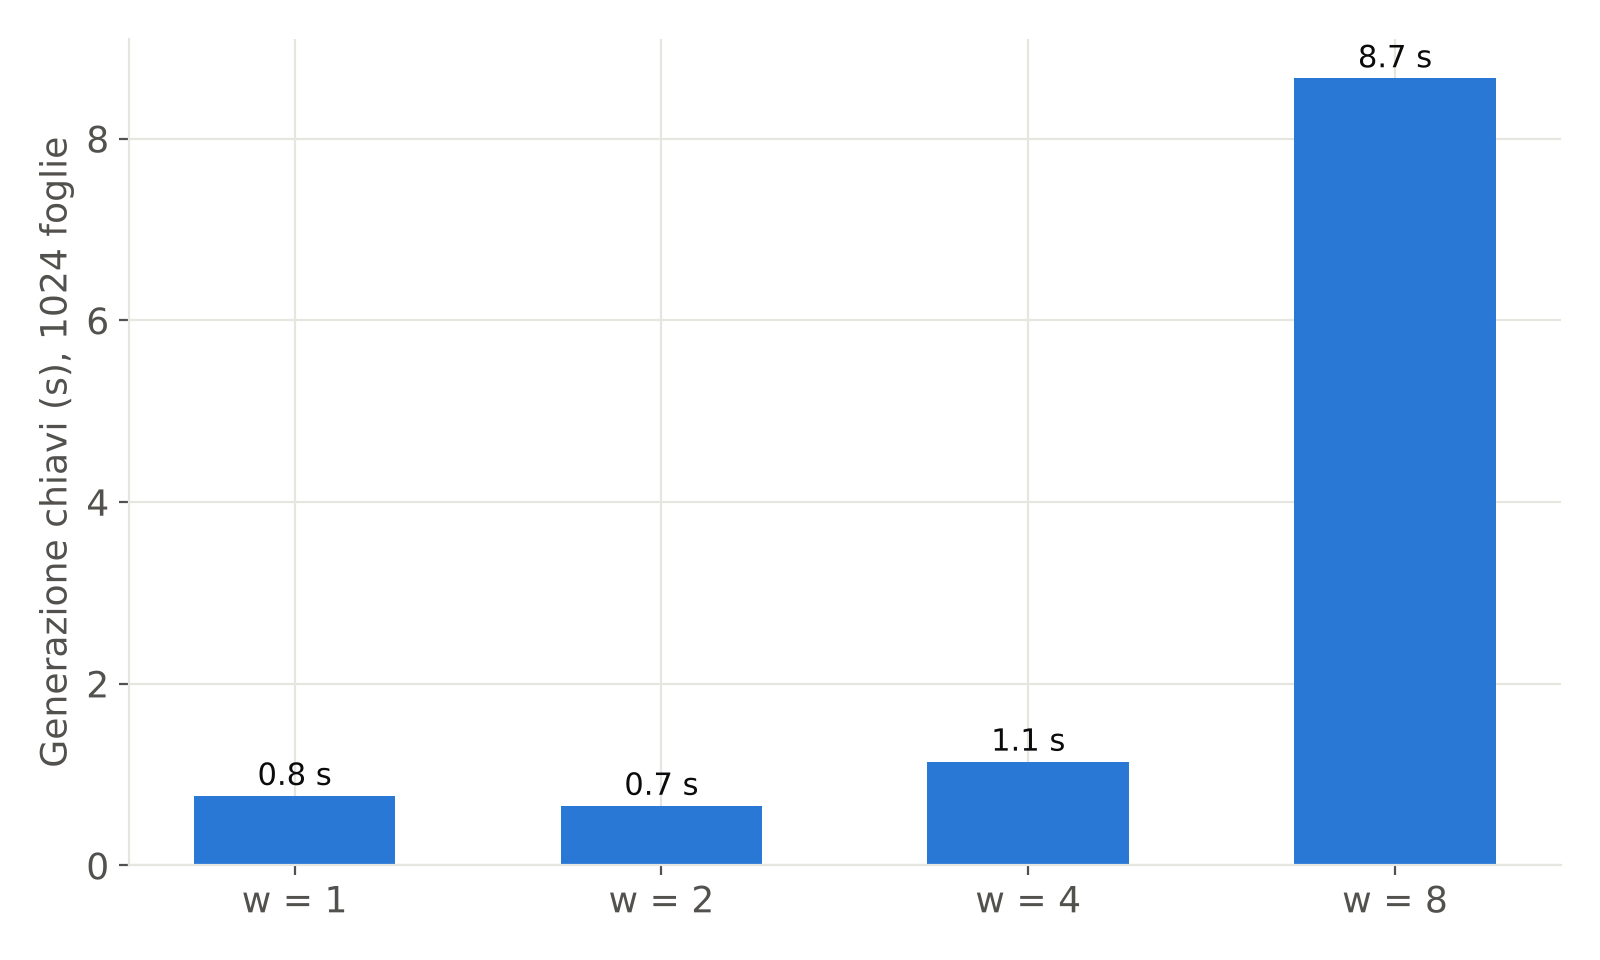 Generazione chiavi (s), 1024 foglie
8
6
4
2
0
0.8 s
0.7 s
1.1 s
8.7 s
w = 1
w = 2
w = 4
w = 8